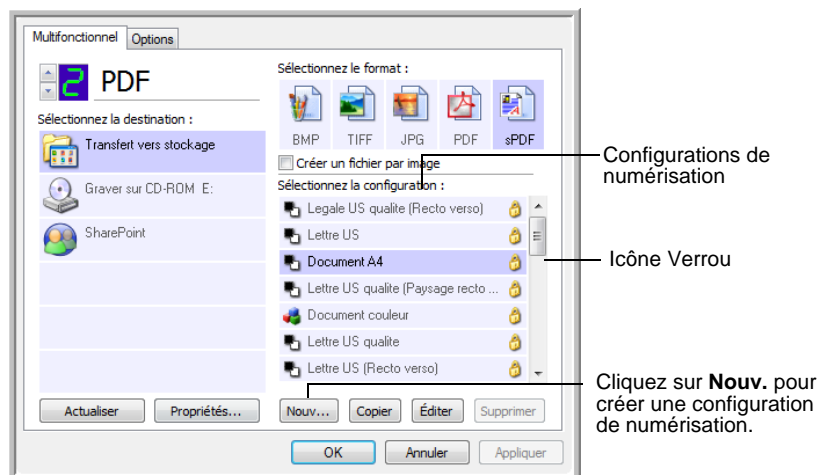 Multifonctionnel
Options
2 PDF
Sélectionnez la destination :
Transfert vers stockage
Graver sur CD-ROM E:
SharePoint
Sélectionnez le format :
BMP TIFF JPG PDF sPDF
Créer un fichier par image
Sélectionnez la configuration :
Legale US qualite (Recto verso)
Lettre US
Document A4
Lettre US qualite (Paysage recto ...
Document couleur
Lettre US qualite
Lettre US (Recto verso)
Actualiser
Propriétés...
Nouv...
Copier
Éditer
Supprimer
OK
Annuler
Appliquer
Configurations de
numérisation
Icône Verrou
Cliquez sur Nouv. pour
créer une configuration
de numérisation.